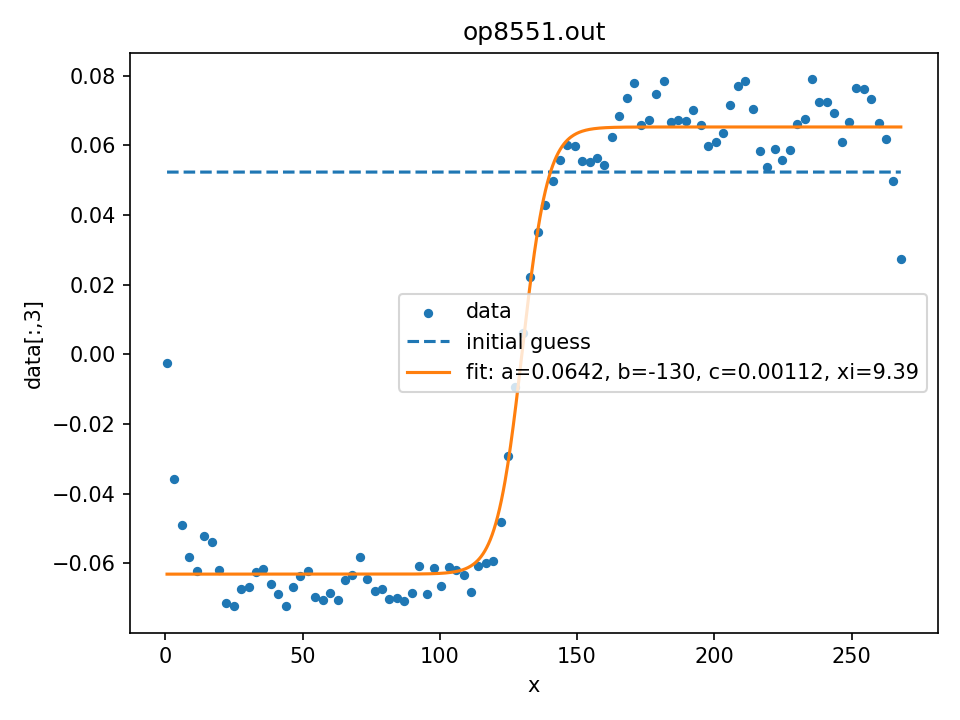 op8551.out
0.08
0.06
0.04
0.02
0.00
−0.02
−0.04
−0.06
data[:,3]
data
initial guess
fit: a=0.0642, b=-130, c=0.00112, xi=9.39
0 50 100 150 200 250
x